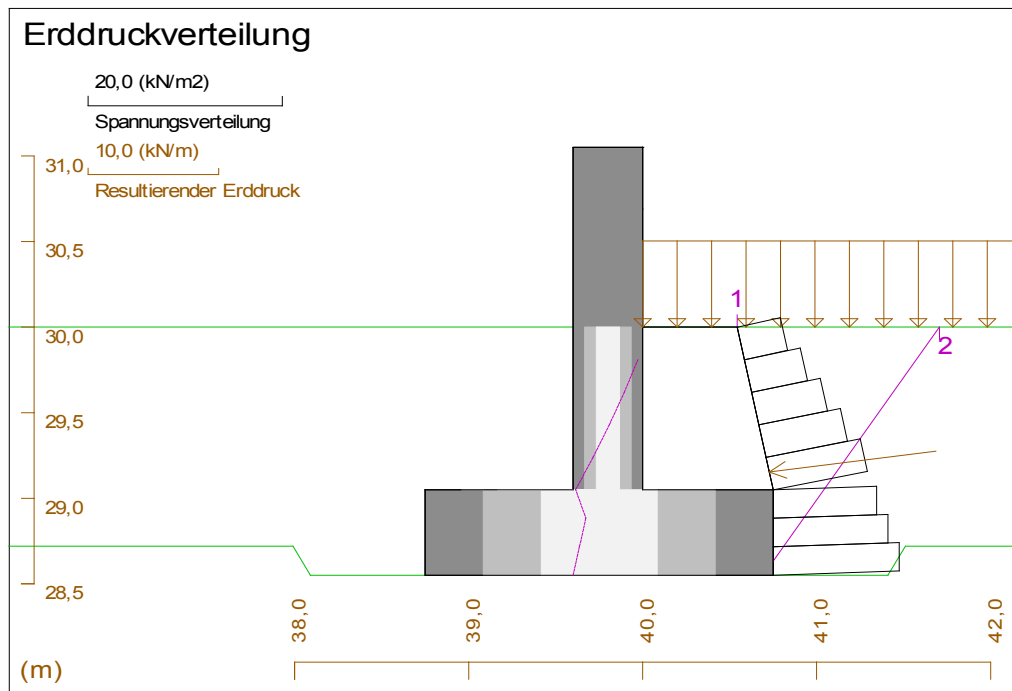 Erddruckverteilung
20,0 (kN/m2)
Spannungsverteilung
10,0 (kN/m)
Resultierender Erddruck
31,0
30,5
30,0
29,5
29,0
28,5
1
2
38,0
39,0
40,0
41,0
42,0
(m)